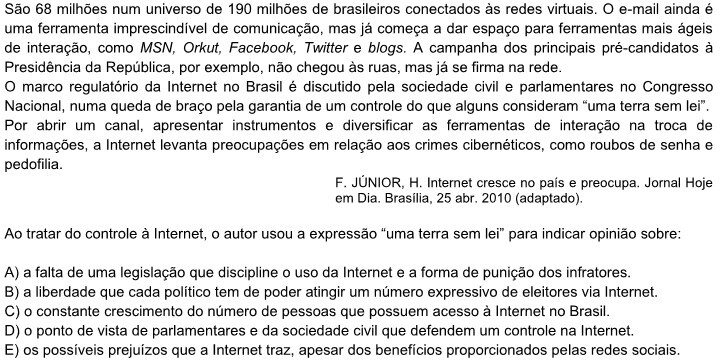 São 68 milhões num universo de 190 milhões de brasileiros conectados às redes virtuais. O e-mail ainda é
uma ferramenta imprescindível de comunicação, mas já começa a dar espaço para ferramentas mais ágeis
de interação, como MSN, Orkut, Facebook, Twitter e blogs. A campanha dos principais pré-candidatos à
Presidência da República, por exemplo, não chegou às ruas, mas já se firma na rede.
O marco regulatório da Internet no Brasil é discutido pela sociedade civil e parlamentares no Congresso
Nacional, numa queda de braço pela garantia de um controle do que alguns consideram “uma terra sem lei”.
Por abrir um canal, apresentar instrumentos e diversificar as ferramentas de interação na troca de
informações, a Internet levanta preocupações em relação aos crimes cibernéticos, como roubos de senha e
pedofilia.
F. JÚNIOR, H. Internet cresce no país e preocupa. Jornal Hoje
em Dia. Brasília, 25 abr. 2010 (adaptado).
Ao tratar do controle à Internet, o autor usou a expressão “uma terra sem lei” para indicar opinião sobre:
A) a falta de uma legislação que discipline o uso da Internet e a forma de punição dos infratores.
B) a liberdade que cada político tem de poder atingir um número expressivo de eleitores via Internet.
C) o constante crescimento do número de pessoas que possuem acesso à Internet no Brasil.
D) o ponto de vista de parlamentares e da sociedade civil que defendem um controle na Internet.
E) os possíveis prejuízos que a Internet traz, apesar dos benefícios proporcionados pelas redes sociais.